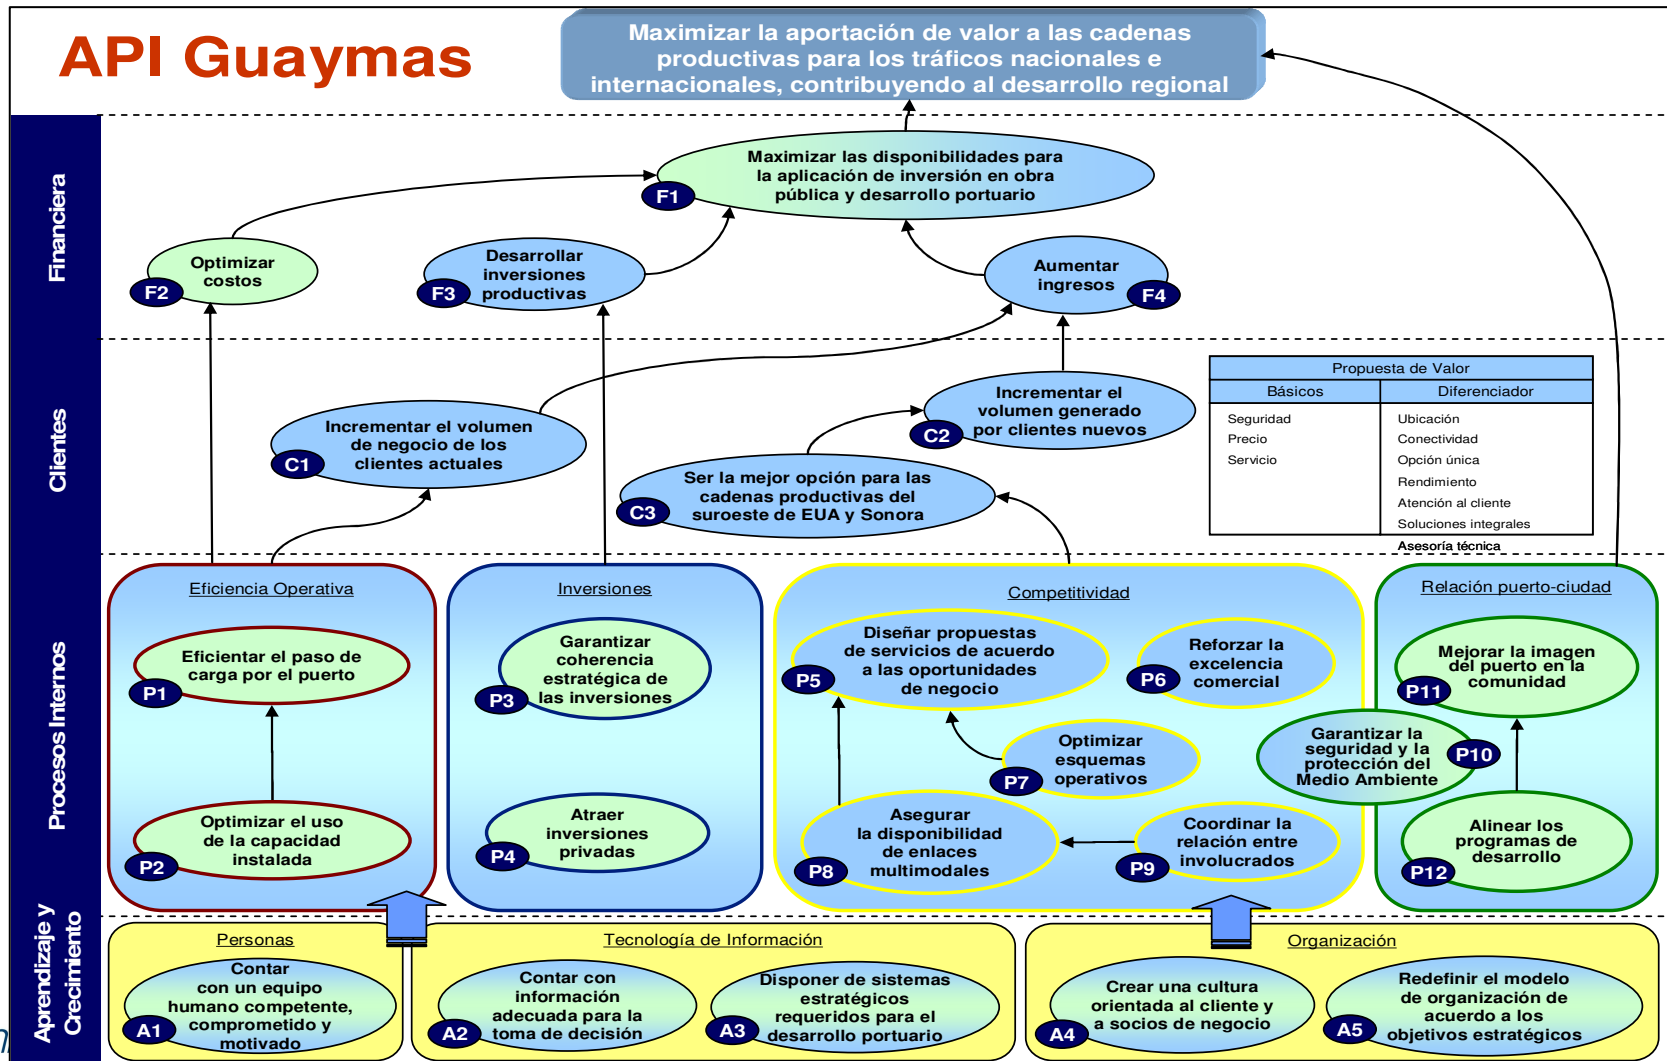 API Guaymas
Maximizar la aportación de valor a las cadenas
productivas para los tráficos nacionales e
internacionales, contribuyendo al desarrollo regional
Financiera
Maximizar las disponibilidades para
la aplicación de inversión en obra
pública y desarrollo portuario
F1
Optimizar
costos
F2
Desarrollar
inversiones
productivas
F3
Aumentar
ingresos
F4
Clientes
Incrementar el volumen
de negocio de los
clientes actuales
C1
Incrementar el
volumen generado
por clientes nuevos
C2
Ser la mejor opción para las
cadenas productivas del
suroeste de EUA y Sonora
C3
Propuesta de Valor
Básicos
Diferenciador
Seguridad
Precio
Servicio
Ubicación
Conectividad
Opción única
Rendimiento
Atención al cliente
Soluciones integrales
Asesoría técnica
Procesos Internos
Eficiencia Operativa
Eficientar el paso de
carga por el puerto
P1
Optimizar el uso
de la capacidad
instalada
P2
Inversiones
Garantizar
coherencia
estratégica de
las inversiones
P3
Atraer
inversiones
privadas
P4
Competitividad
Diseñar propuestas
de servicios de acuerdo
a las oportunidades
de negocio
P5
Reforzar la
excelencia
comercial
P6
Optimizar
esquemas
operativos
P7
Asegurar
la disponibilidad
de enlaces
multimodales
P8
Coordinar la
relación entre
involucrados
P9
Relación puerto-ciudad
Mejorar la imagen
del puerto en la
comunidad
P11
Garantizar la
seguridad y la
protección del
Medio Ambiente
P10
Alinear los
programas de
desarrollo
P12
Aprendizaje y
Crecimiento
Personas
Contar
con un equipo
humano competente,
comprometido y
motivado
A1
Tecnología de Información
Contar con
información
adecuada para la
toma de decisión
A2
Disponer de sistemas
estratégicos
requeridos para el
desarrollo portuario
A3
Organización
Crear una cultura
orientada al cliente y
a socios de negocio
A4
Redefinir el modelo
de organización de
acuerdo a los
objetivos estratégicos
A5